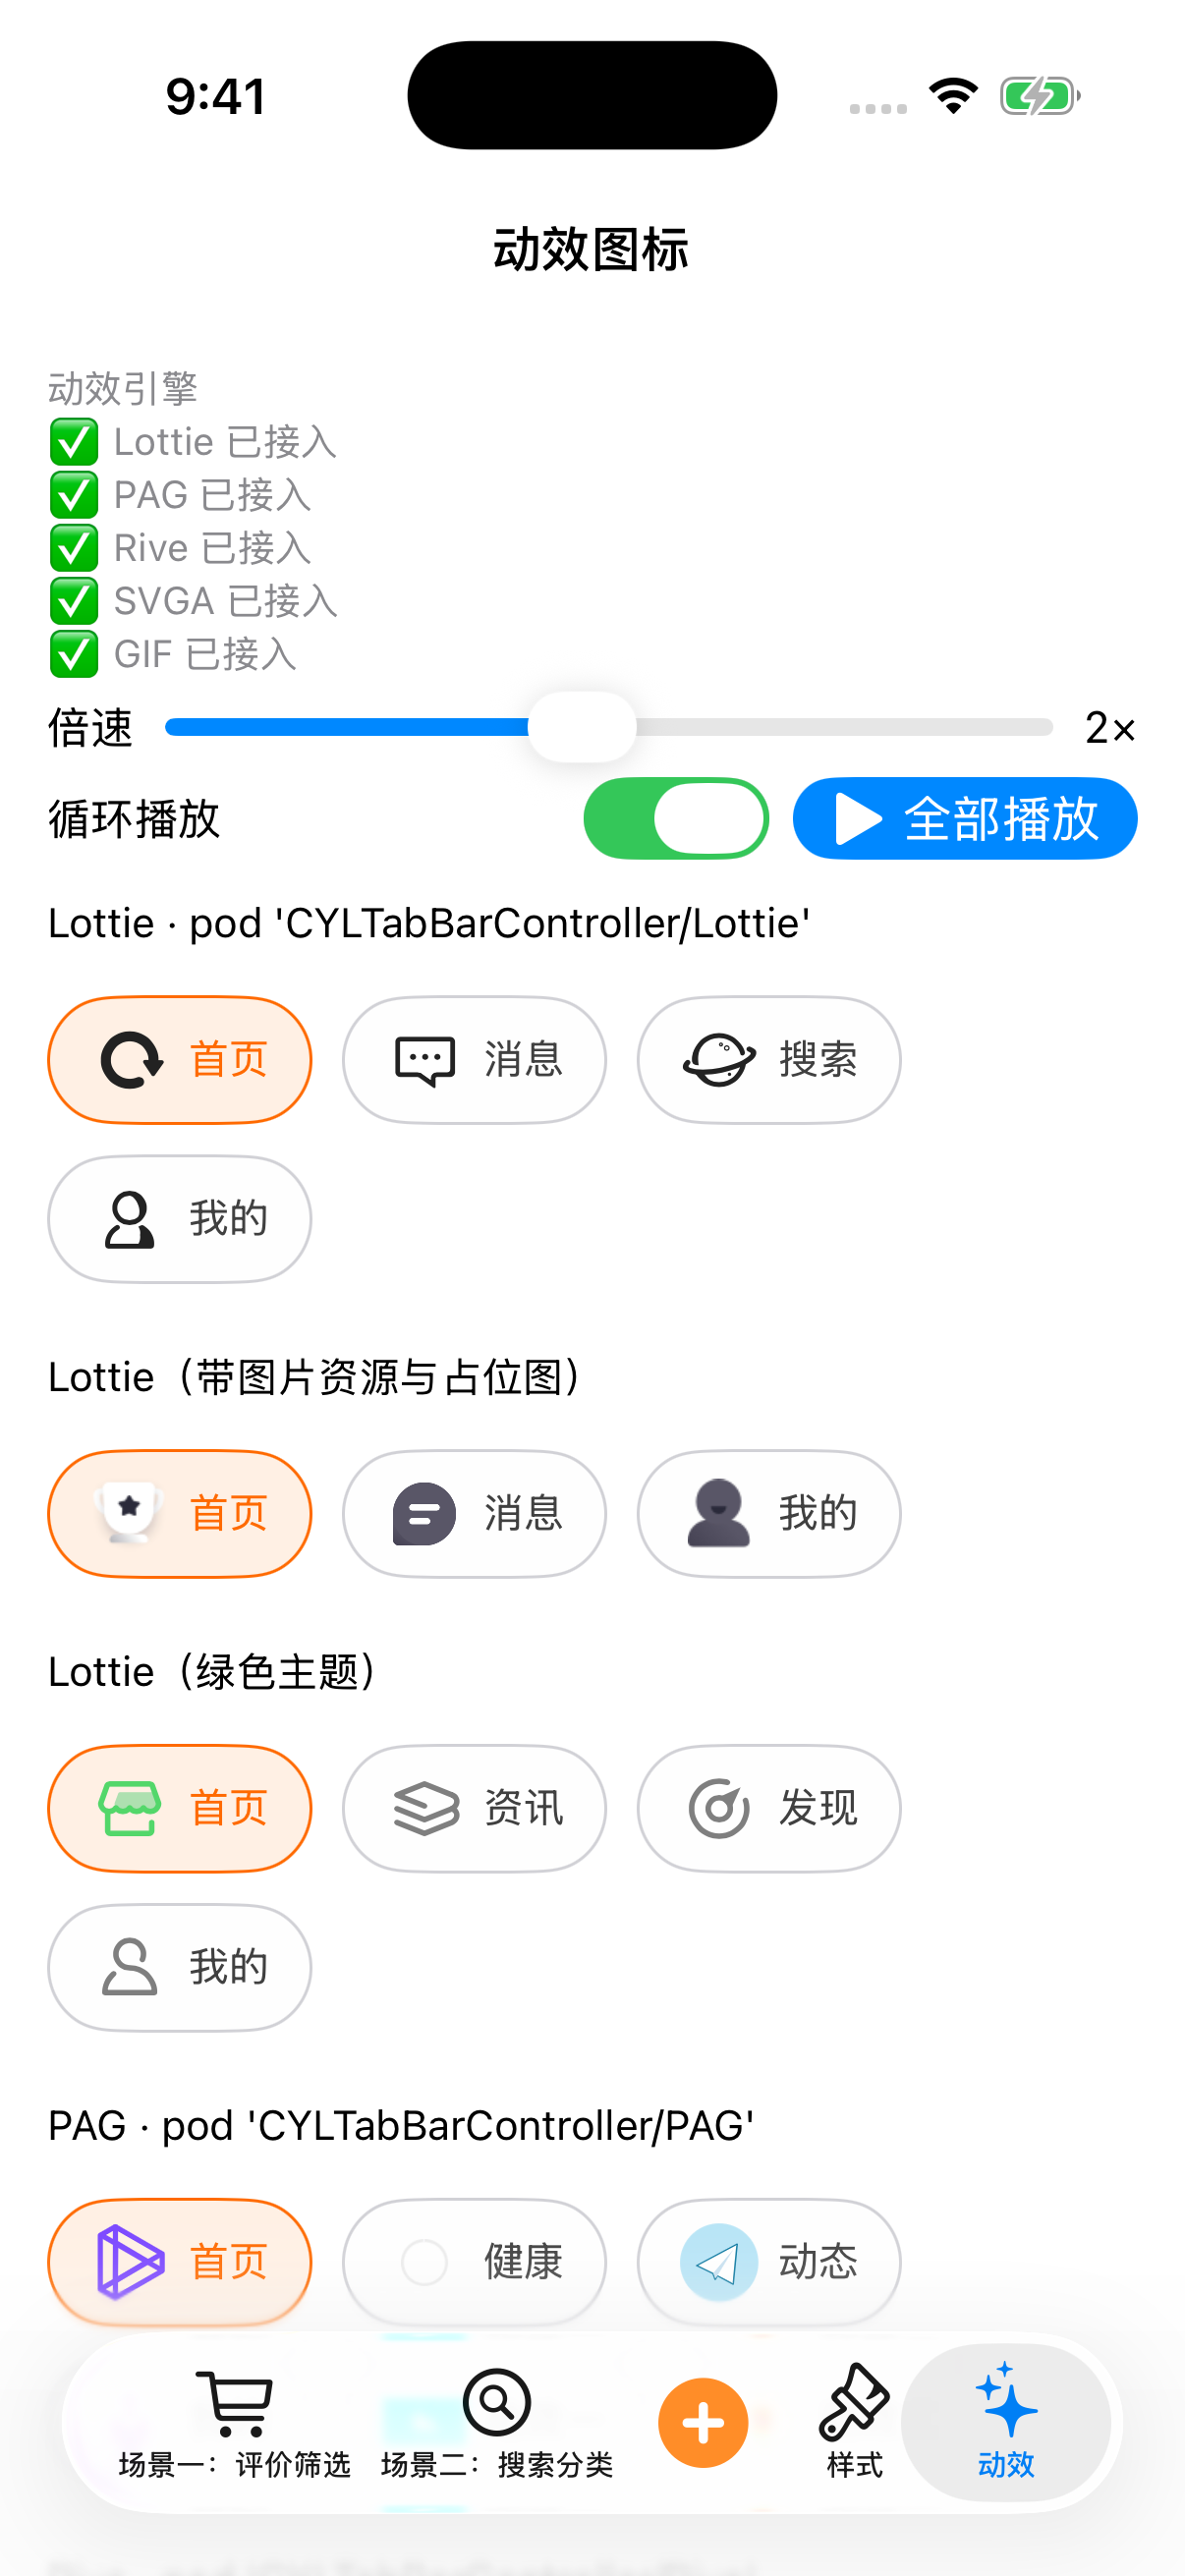 9:41
动效图标
动效引擎
✅ Lottie 已接入
✅ PAG 已接入
✅ Rive 已接入
✅ SVGA 已接入
✅ GIF 已接入
倍速 2×
循环播放 全部播放
Lottie · pod 'CYLTabBarController/Lottie'
首页 消息 搜索
我的
Lottie（带图片资源与占位图）
首页 消息 我的
Lottie（绿色主题）
首页 资讯 发现
我的
PAG · pod 'CYLTabBarController/PAG'
首页 健康 动态
场景一：评价筛选 场景二：搜索分类 样式 动效